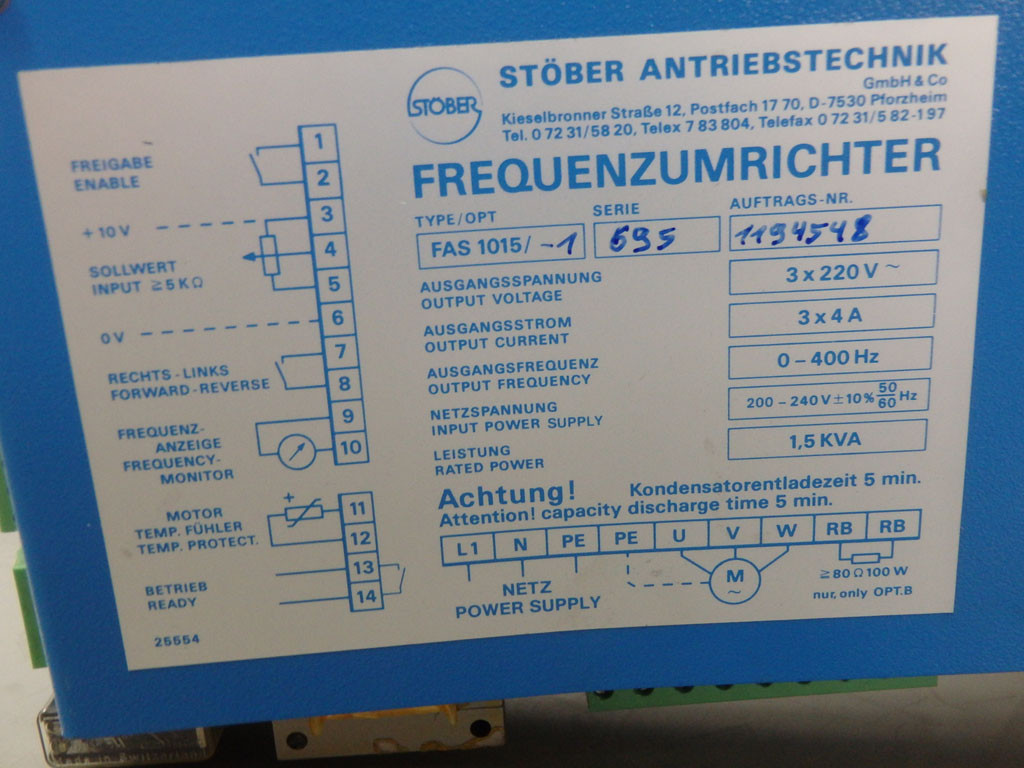 STÖBER
STÖBER ANTRIEBSTECHNIK
GmbH & Co
Kieselbronner Straße 12, Postfach 17 70, D-7530 Pforzheim
Tel. 0 72 31/58 20, Telex 7 83 804, Telefax 0 72 31/5 82-197
FREQUENZUMRICHTER
TYPE/OPT SERIE AUFTRAGS-NR.
FAS 1015/ -1 695 1194548
AUSGANGSSPANNUNG
OUTPUT VOLTAGE
3 x 220 V ~
AUSGANGSSTROM
OUTPUT CURRENT
3 x 4 A
AUSGANGSFREQUENZ
OUTPUT FREQUENCY
0 – 400 Hz
NETZSPANNUNG
INPUT POWER SUPPLY
200 – 240 V ± 10% 50/60 Hz
LEISTUNG
RATED POWER
1,5 KVA
Achtung! Kondensatorentladezeit 5 min.
Attention! capacity discharge time 5 min.
L1 N PE PE U V W RB RB
M
~
NETZ
POWER SUPPLY
≥80 Ω 100 W
nur, only OPT.B
FREIGABE
ENABLE
1
2
+ 10 V
3
SOLLWERT
INPUT ≥ 5 K Ω
4
5
0 V
6
RECHTS - LINKS
FORWARD - REVERSE
7
8
FREQUENZ-
ANZEIGE
FREQUENCY-
MONITOR
9
10
MOTOR
TEMP. FÜHLER
TEMP. PROTECT.
+
11
12
BETRIEB
READY
13
14
25554